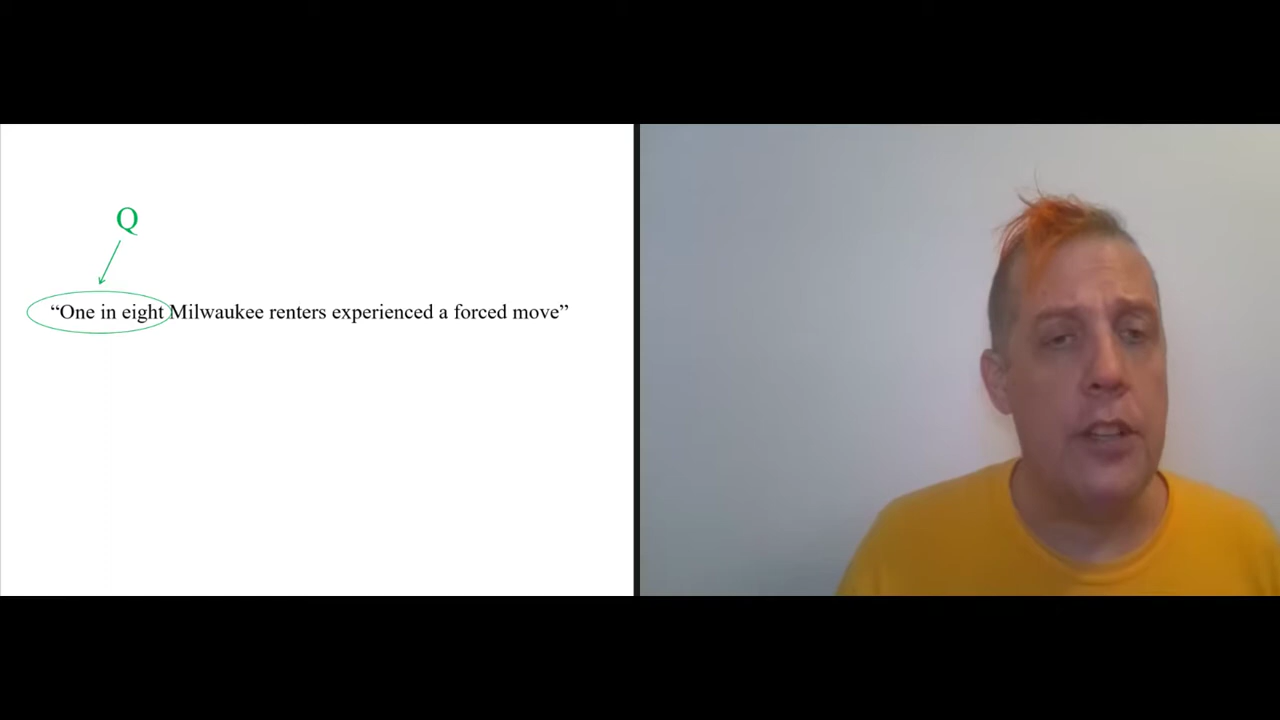 Q
“One in eight Milwaukee renters experienced a forced move”